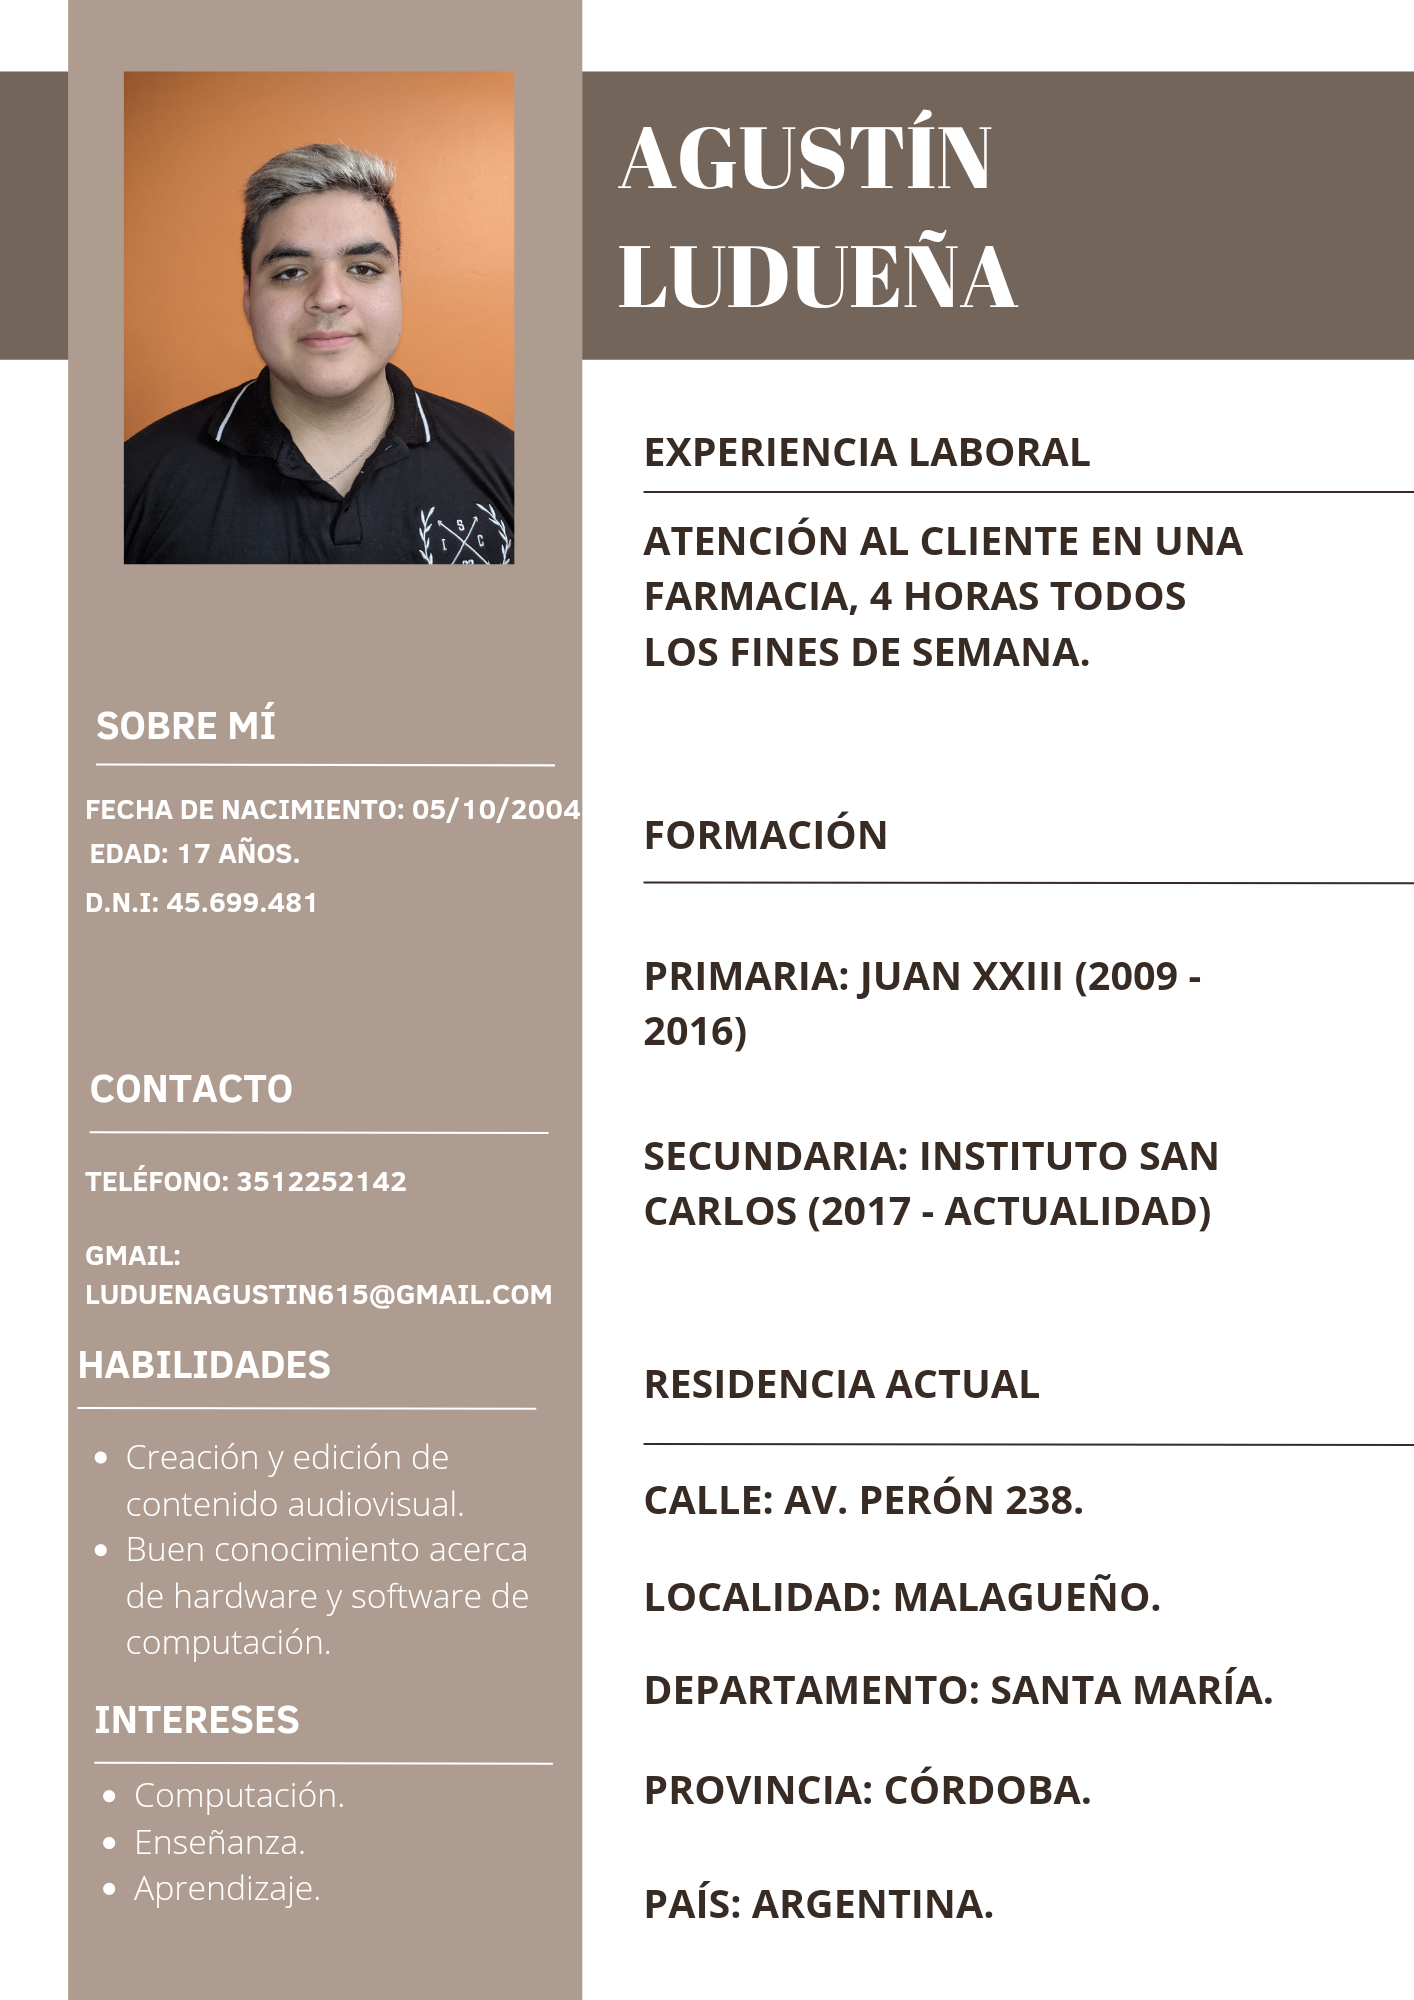 AGUSTÍN
LUDUEÑA
SOBRE MÍ
FECHA DE NACIMIENTO: 05/10/2004
EDAD: 17 AÑOS.
D.N.I: 45.699.481
CONTACTO
TELÉFONO: 3512252142
GMAIL:
LUDUENAGUSTIN615@GMAIL.COM
HABILIDADES
• Creación y edición de
contenido audiovisual.
• Buen conocimiento acerca
de hardware y software de
computación.
INTERESES
• Computación.
• Enseñanza.
• Aprendizaje.
EXPERIENCIA LABORAL
ATENCIÓN AL CLIENTE EN UNA
FARMACIA, 4 HORAS TODOS
LOS FINES DE SEMANA.
FORMACIÓN
PRIMARIA: JUAN XXIII (2009 -
2016)
SECUNDARIA: INSTITUTO SAN
CARLOS (2017 - ACTUALIDAD)
RESIDENCIA ACTUAL
CALLE: AV. PERÓN 238.
LOCALIDAD: MALAGUEÑO.
DEPARTAMENTO: SANTA MARÍA.
PROVINCIA: CÓRDOBA.
PAÍS: ARGENTINA.
I S C